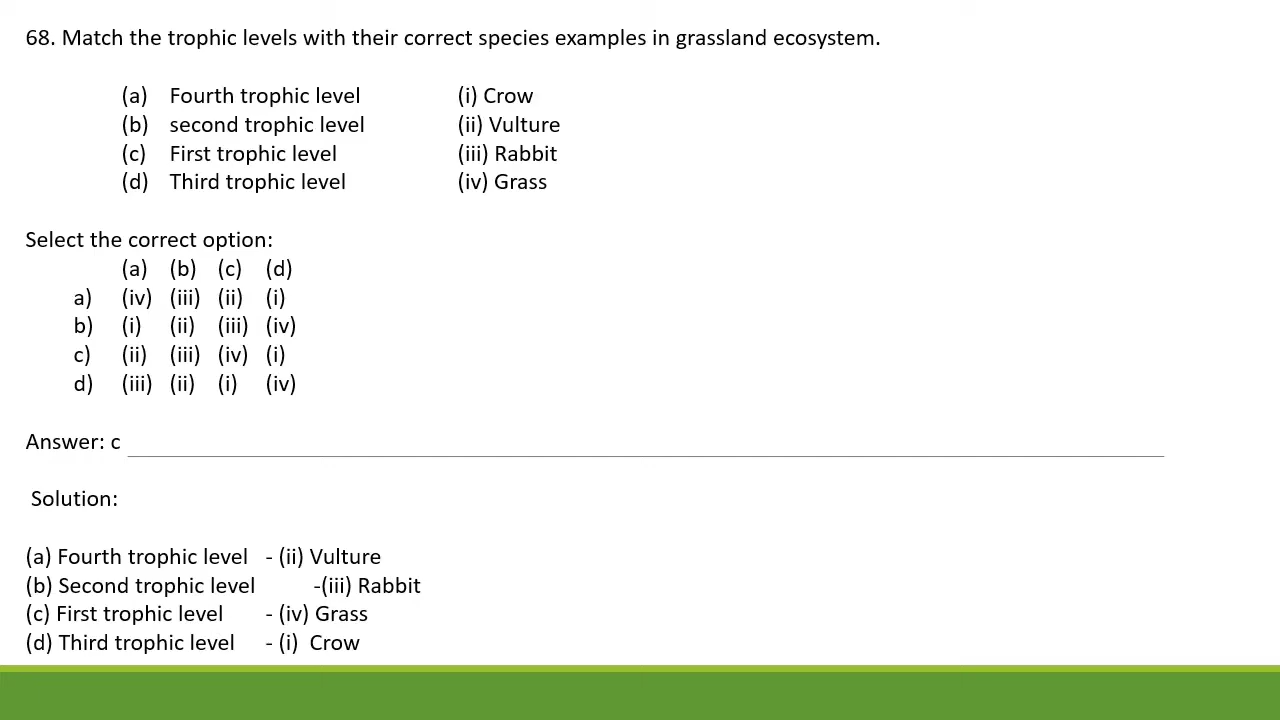 68. Match the trophic levels with their correct species examples in grassland ecosystem.
(a) Fourth trophic level (i) Crow
(b) second trophic level (ii) Vulture
(c) First trophic level (iii) Rabbit
(d) Third trophic level (iv) Grass
Select the correct option:
(a) (b) (c) (d)
a) (iv) (iii) (ii) (i)
b) (i) (ii) (iii) (iv)
c) (ii) (iii) (iv) (i)
d) (iii) (ii) (i) (iv)
Answer: c
Solution:
(a) Fourth trophic level - (ii) Vulture
(b) Second trophic level -(iii) Rabbit
(c) First trophic level - (iv) Grass
(d) Third trophic level - (i) Crow